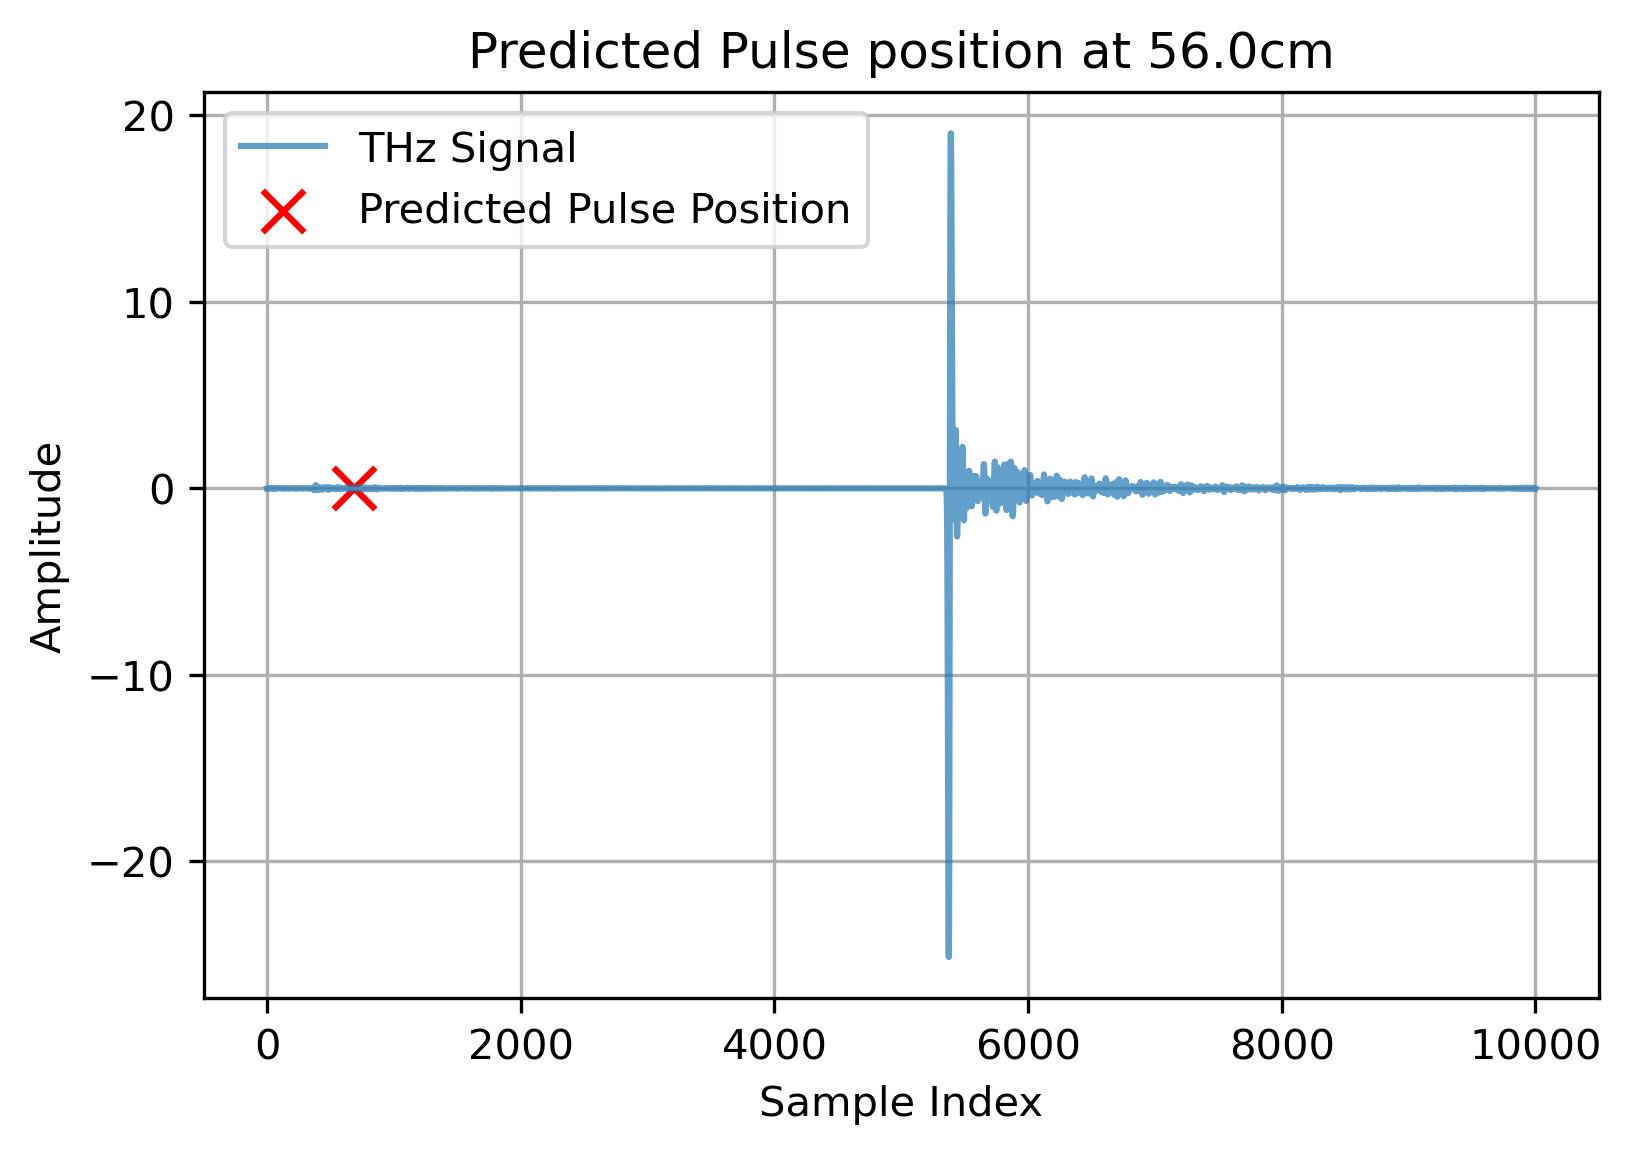 Predicted Pulse position at 56.0cm
THz Signal
Predicted Pulse Position
20
10
0
−10
−20
Amplitude
0 2000 4000 6000 8000 10000
Sample Index